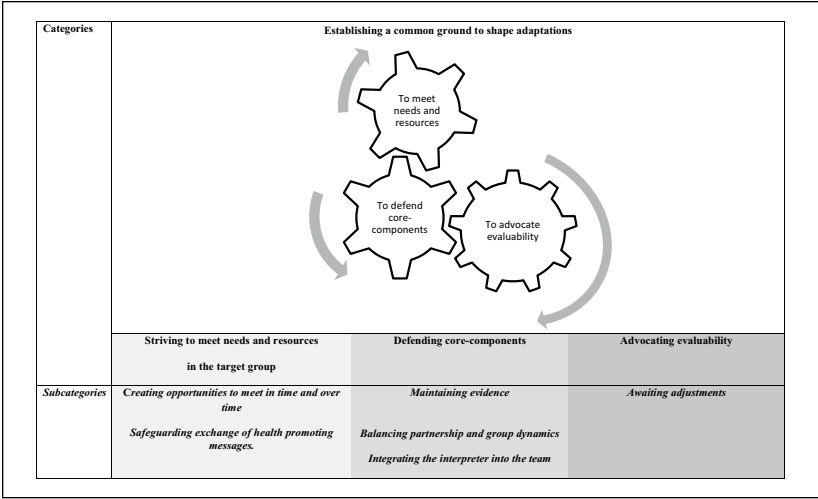 Categories
Establishing a common ground to shape adaptations
To meet
needs and
resources
To defend
core-
components
To advocate
evaluability
Striving to meet needs and resources
in the target group
Defending core-components
Advocating evaluability
Subcategories
Creating opportunities to meet in time and over
time
Safeguarding exchange of health promoting
messages.
Maintaining evidence
Balancing partnership and group dynamics
Integrating the interpreter into the team
Awaiting adjustments